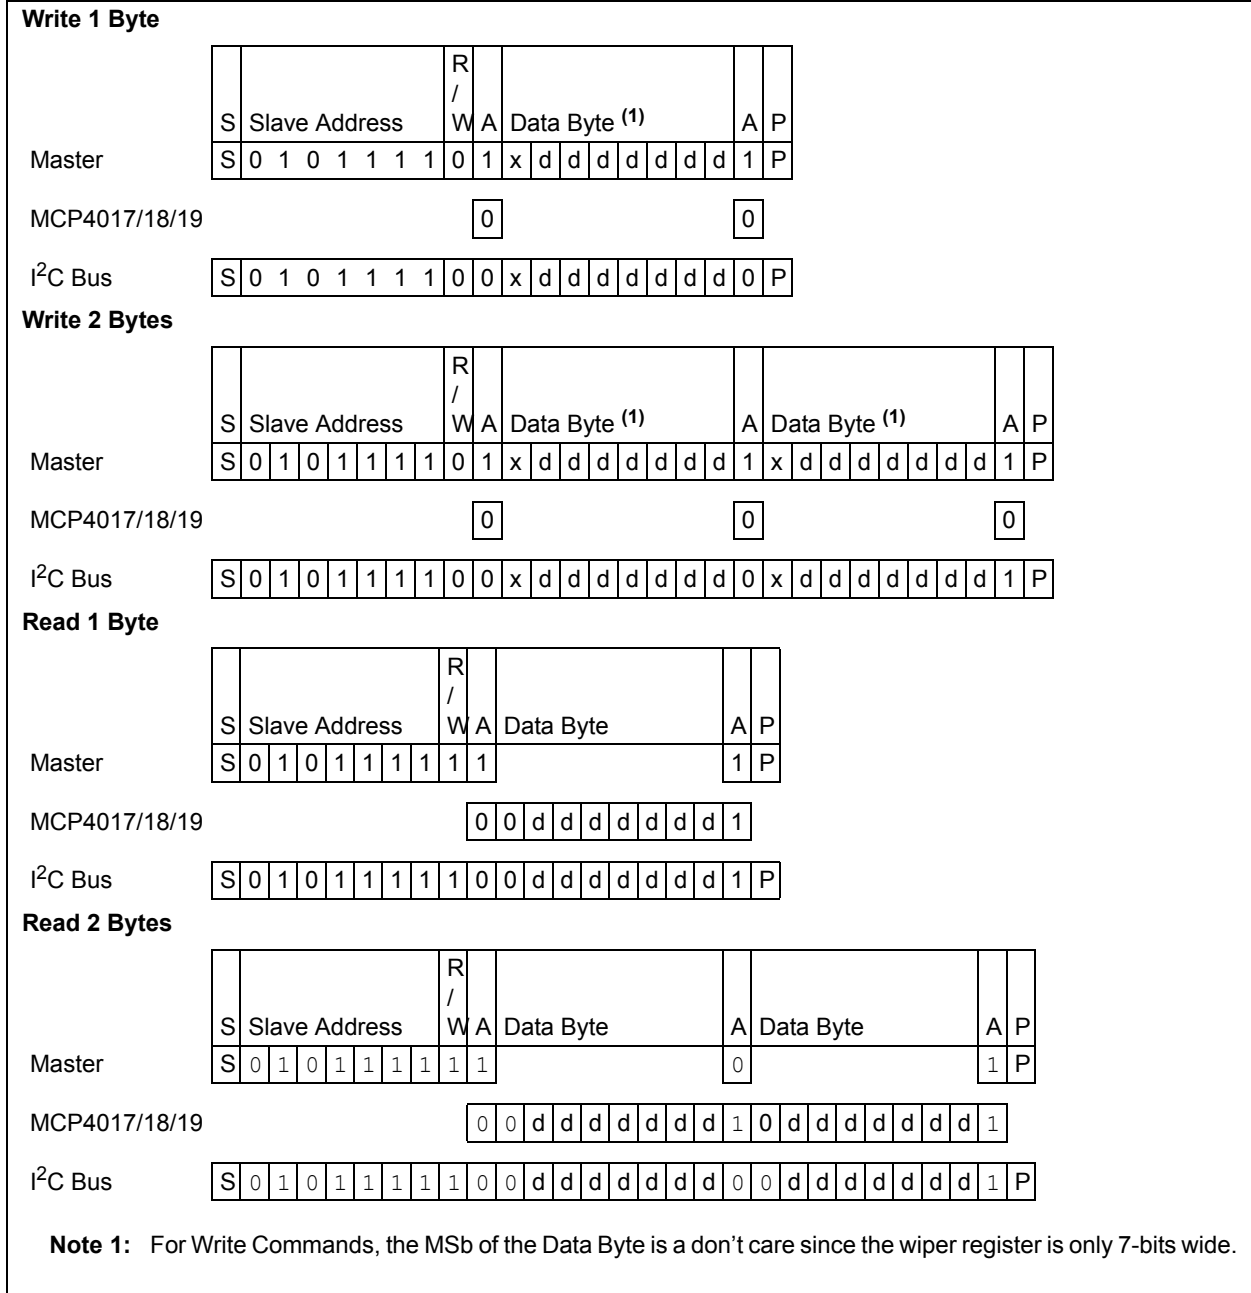 Write 1 Byte
R
/
S Slave Address W A Data Byte (1) A P
Master S 0 1 0 1 1 1 1 0 1 x d d d d d d d 1 P
MCP4017/18/19 0 0
I2C Bus S 0 1 0 1 1 1 1 0 0 x d d d d d d d 0 P
Write 2 Bytes
R
/
S Slave Address W A Data Byte (1) A Data Byte (1) A P
Master S 0 1 0 1 1 1 1 0 1 x d d d d d d d 1 x d d d d d d d 1 P
MCP4017/18/19 0 0 0
I2C Bus S 0 1 0 1 1 1 1 0 0 x d d d d d d d 0 x d d d d d d d 1 P
Read 1 Byte
R
/
S Slave Address W A Data Byte A P
Master S 0 1 0 1 1 1 1 1 1 1 P
MCP4017/18/19 0 0 d d d d d d d 1
I2C Bus S 0 1 0 1 1 1 1 1 0 0 d d d d d d d 1 P
Read 2 Bytes
R
/
S Slave Address W A Data Byte A Data Byte A P
Master S 0 1 0 1 1 1 1 1 1 0 1 P
MCP4017/18/19 0 0 d d d d d d d 1 0 d d d d d d d 1
I2C Bus S 0 1 0 1 1 1 1 1 0 0 d d d d d d d 0 0 d d d d d d d 1 P
Note 1: For Write Commands, the MSb of the Data Byte is a don't care since the wiper register is only 7-bits wide.